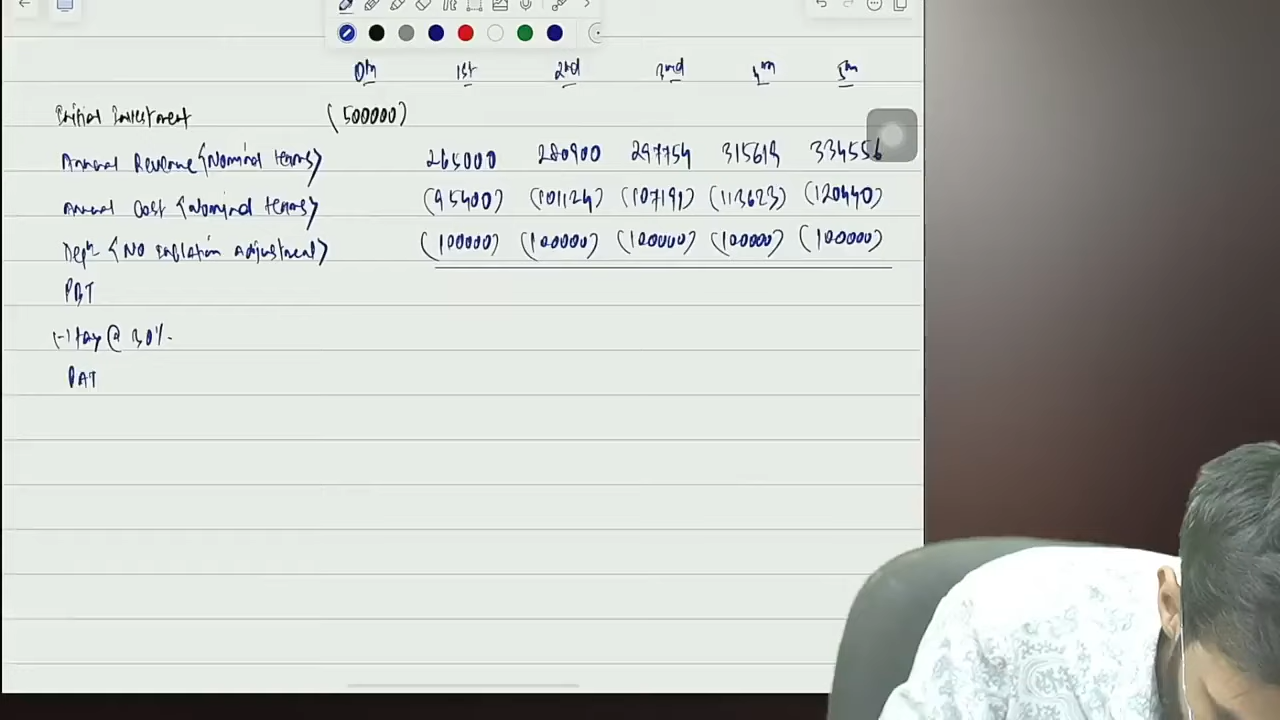 0th 1st 2nd 3rd 4th 5th
Initial Investment (500000)
Annual Revenue {Nominal terms} 265000 280900 297754 315619 334556
Annual Cost {Nominal terms} (95400) (101124) (107191) (113623) (120440)
Depn {No Inflation Adjustment} (100000) (100000) (100000) (100000) (100000)
PBT
(-) Tax @ 30%
PAT